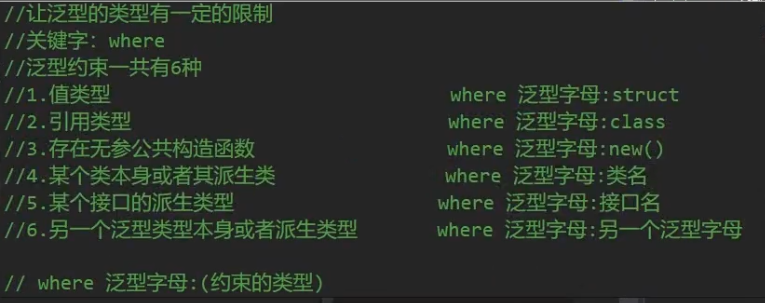 //让泛型的类型有一定的限制
//关键字：where
//泛型约束一共有6种
//1.值类型 where 泛型字母:struct
//2.引用类型 where 泛型字母:class
//3.存在无参公共构造函数 where 泛型字母:new()
//4.某个类本身或者其派生类 where 泛型字母:类名
//5.某个接口的派生类型 where 泛型字母:接口名
//6.另一个泛型类型本身或者派生类型 where 泛型字母:另一个泛型字母
// where 泛型字母:(约束的类型)